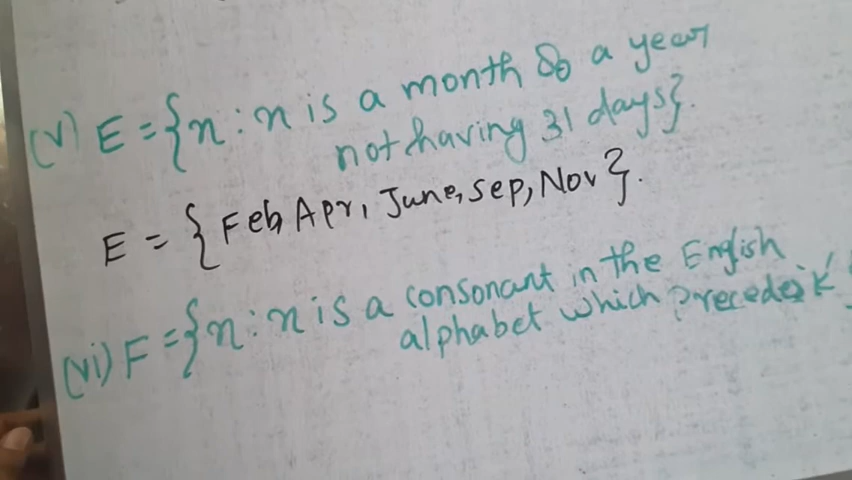 (v) E = {n : n is a month of a year
not having 31 days}.
E = {Feb, Apr, June, Sep, Nov}.
(vi) F = {n : n is a consonant in the English
alphabet which precedes 'k'